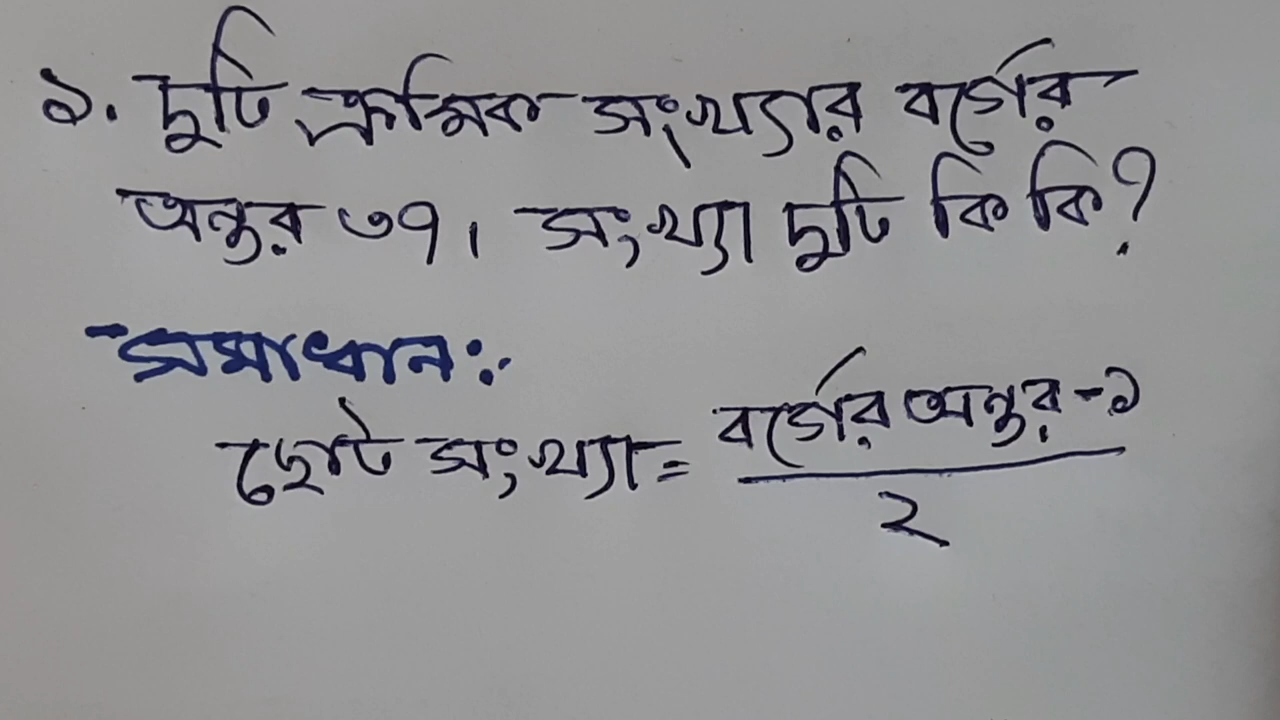 ১. দুটি ক্রমিক সংখ্যার বর্গের
অন্তর ৩৭। সংখ্যা দুটি কি কি?
সমাধান:
ছোট সংখ্যা = বর্গের অন্তর -১
২